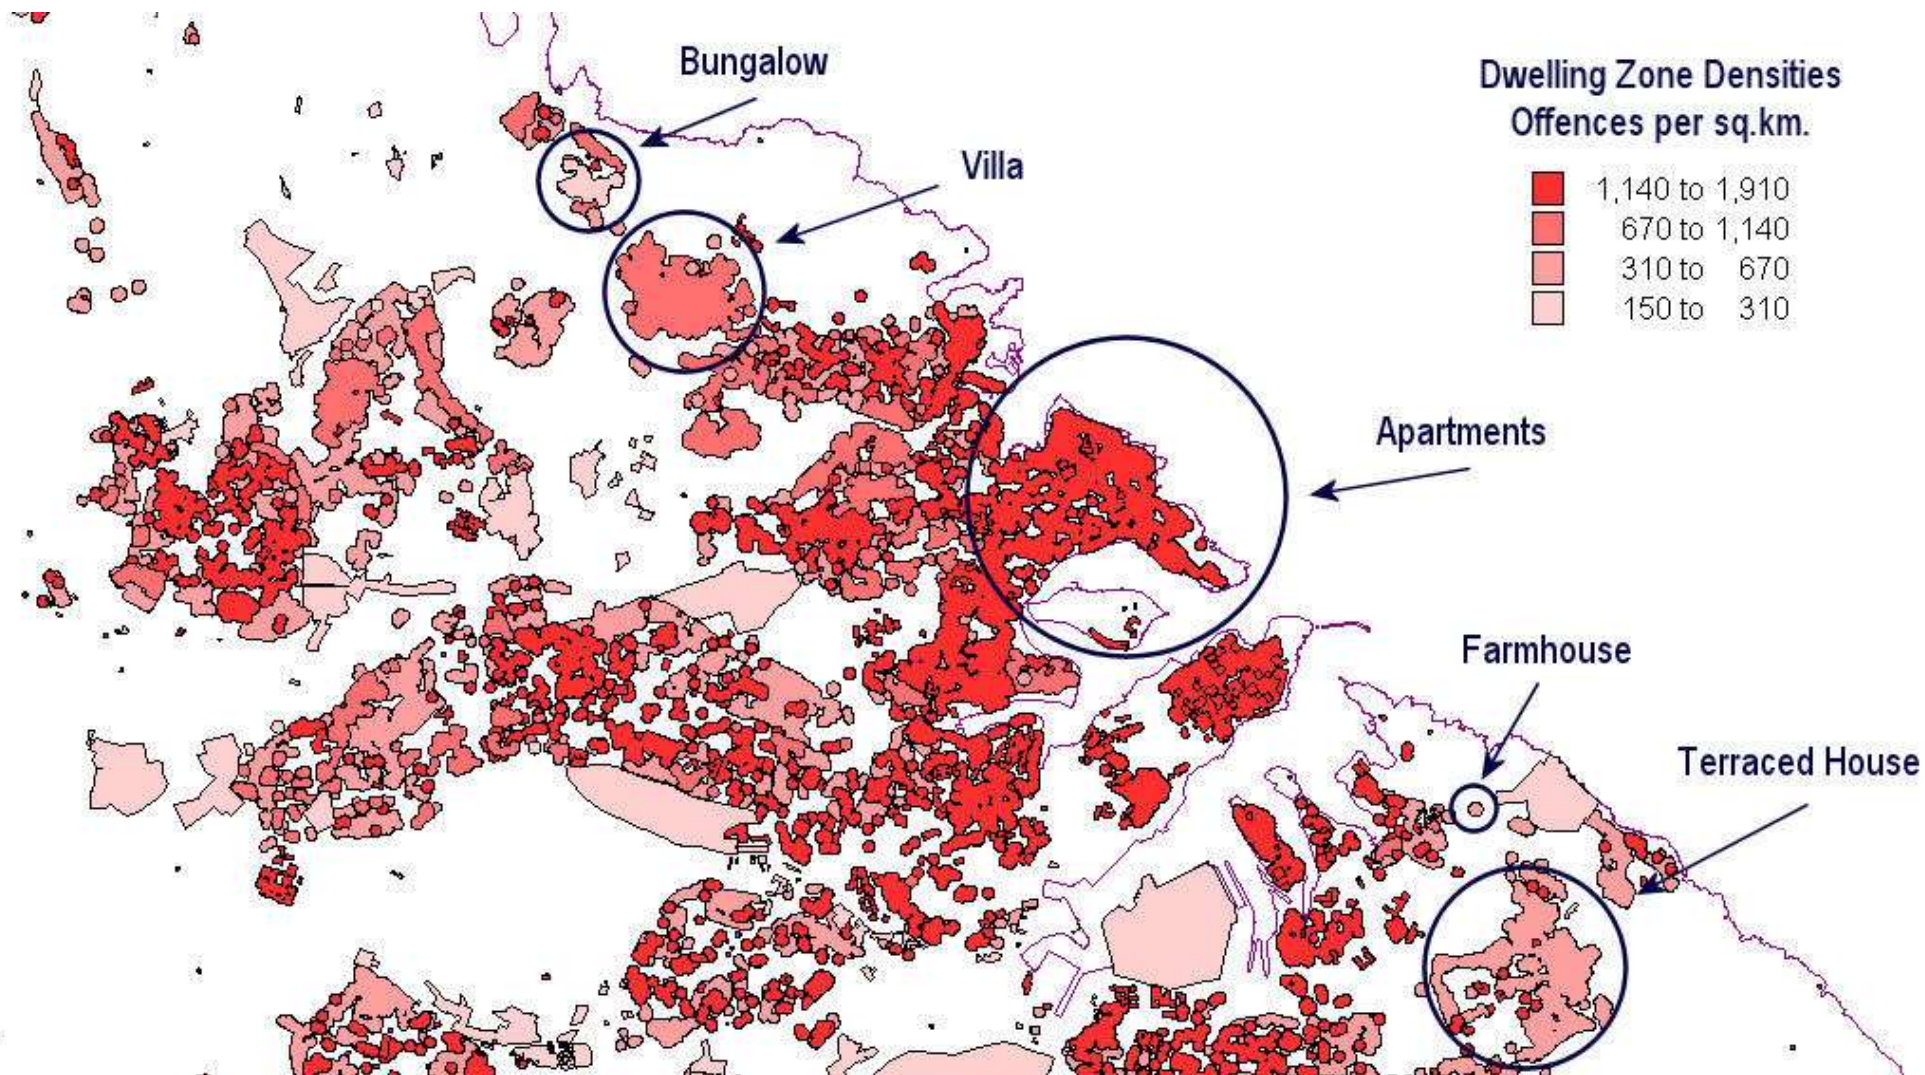 Bungalow
Villa
Dwelling Zone Densities
Offences per sq.km.
1,140 to 1,910
670 to 1,140
310 to 670
150 to 310
Apartments
Farmhouse
Terraced House